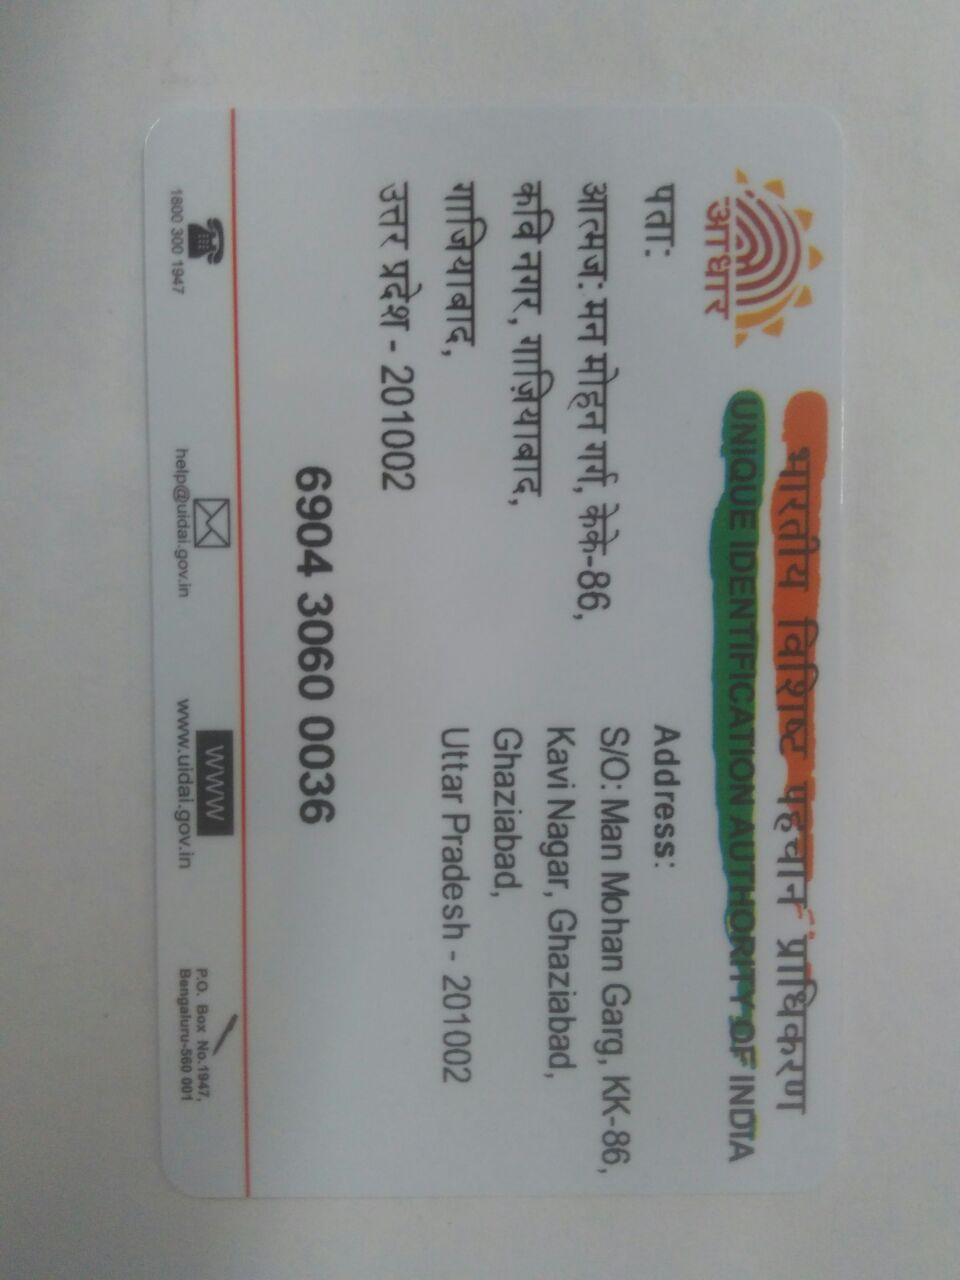 आधार
भारतीय विशिष्ट पहचान प्राधिकरण
UNIQUE IDENTIFICATION AUTHORITY OF INDIA
पता:
आत्मज: मन मोहन गर्ग, केके-86,
कवि नगर, गाज़ियाबाद,
गाजियाबाद,
उत्तर प्रदेश - 201002
Address:
S/O: Man Mohan Garg, KK-86,
Kavi Nagar, Ghaziabad,
Ghaziabad,
Uttar Pradesh - 201002
6904 3060 0036
1800 300 1947
help@uidai.gov.in
WWW
www.uidai.gov.in
P.O. Box No.1947,
Bengaluru-560 001